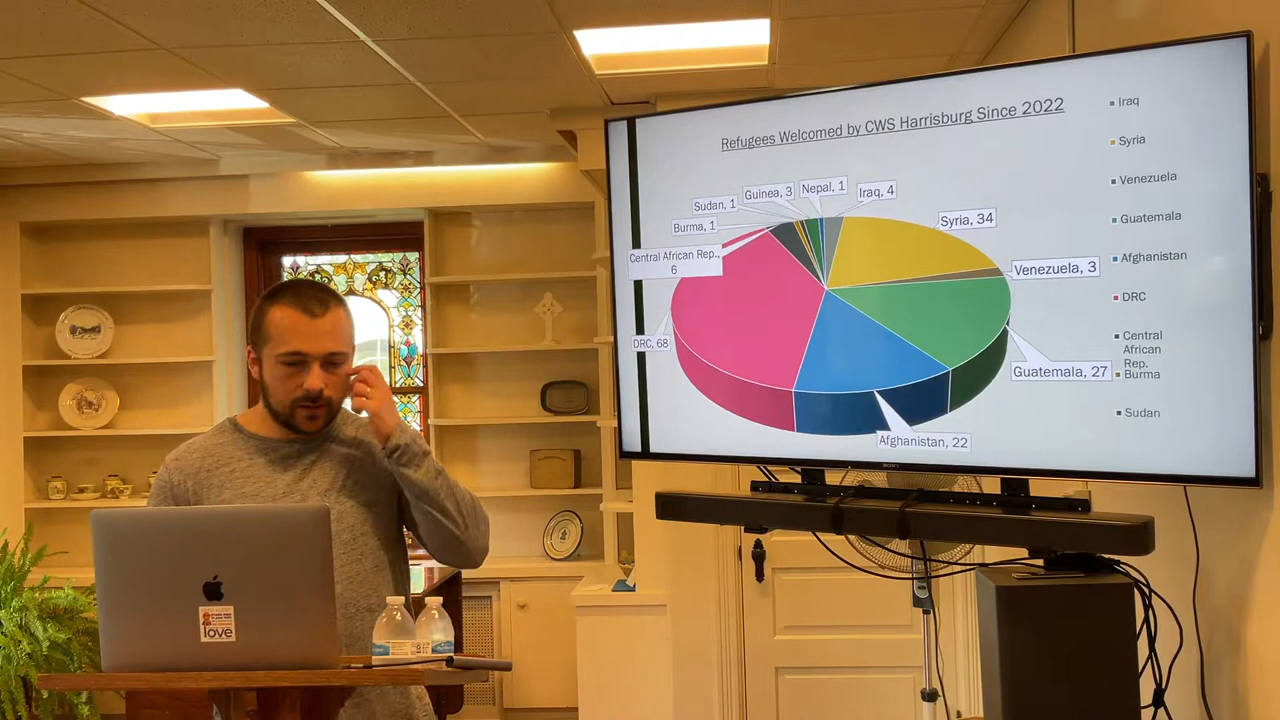 Refugees Welcomed by CWS Harrisburg Since 2022
Iraq
Syria
Venezuela
Guatemala
Afghanistan
DRC
Central
African
Rep.
Burma
Sudan
Sudan, 1
Guinea, 3
Nepal, 1
Iraq, 4
Burma, 1
Syria, 34
Central African Rep.,
6
Venezuela, 3
DRC, 68
Guatemala, 27
Afghanistan, 22
SONY
love